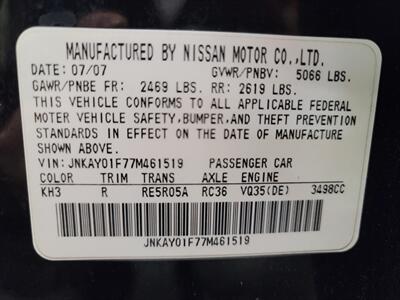 MANUFACTURED BY NISSAN MOTOR CO.,LTD.
DATE: 07/07 GVWR/PNBV: 5066 LBS.
GAWR/PNBE FR: 2469 LBS. RR: 2619 LBS.
THIS VEHICLE CONFORMS TO ALL APPLICABLE FEDERAL
MOTOR VEHICLE SAFETY,BUMPER,AND THEFT PREVENTION
STANDARDS IN EFFECT ON THE DATE OF MANUFACTURE
SHOWN ABOVE.
VIN: JNKAY01F77M461519 PASSENGER CAR
COLOR TRIM TRANS AXLE ENGINE
KH3 R RE5R05A RC36 VQ35(DE) 3498CC
JNKAY01F77M461519